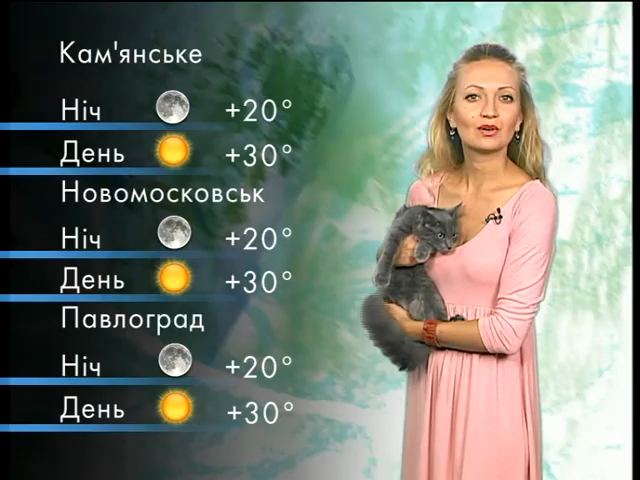 Кам'янське
Ніч +20°
День +30°
Новомосковськ
Ніч +20°
День +30°
Павлоград
Ніч +20°
День +30°